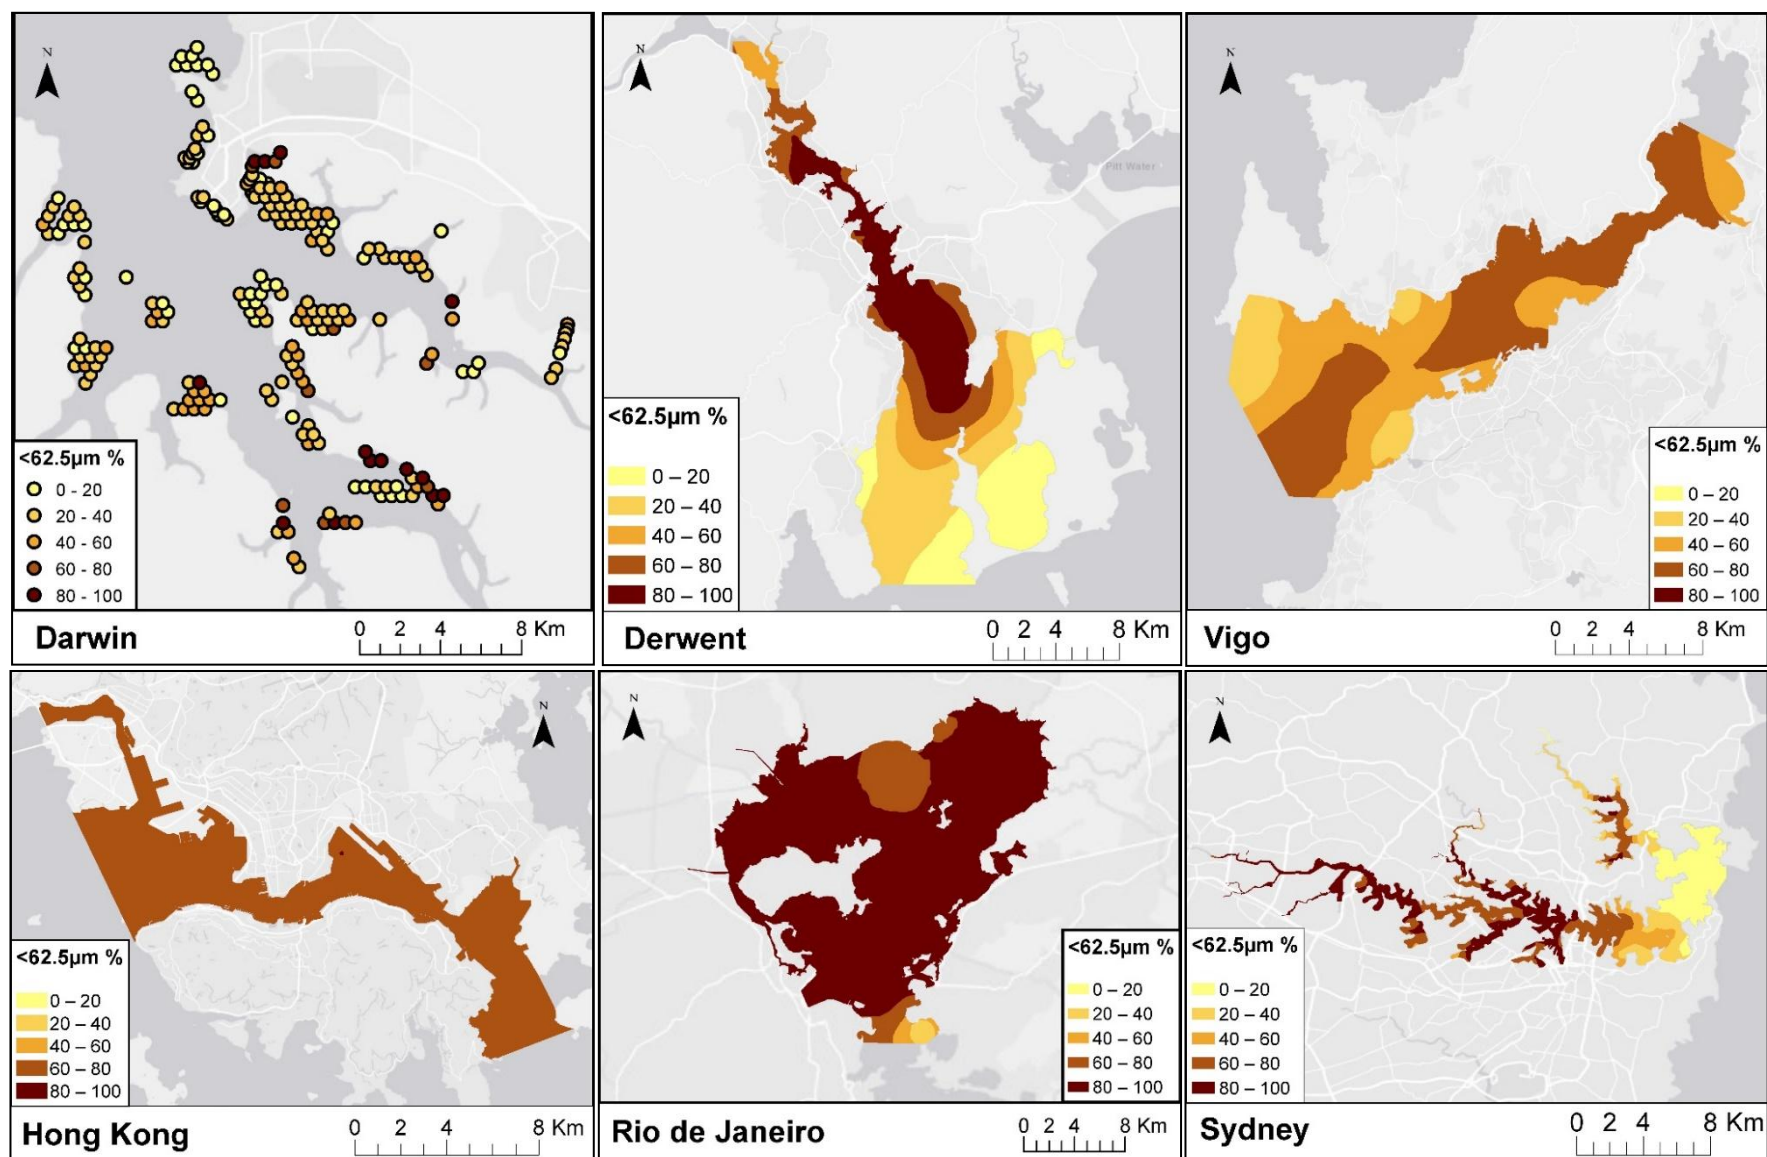 N
<62.5µm %
0 - 20
20 - 40
40 - 60
60 - 80
80 - 100
Darwin
0 2 4 8 Km
N
Pitt Water
<62.5µm %
0 – 20
20 – 40
40 – 60
60 – 80
80 – 100
Derwent
0 2 4 8 Km
N
<62.5µm %
0 – 20
20 – 40
40 – 60
60 – 80
80 – 100
Vigo
0 2 4 8 Km
N
<62.5µm %
0 – 20
20 – 40
40 – 60
60 – 80
80 – 100
Hong Kong
0 2 4 8 Km
N
<62.5µm %
0 – 20
20 – 40
40 – 60
60 – 80
80 – 100
Rio de Janeiro
0 2 4 8 Km
N
<62.5µm %
0 – 20
20 – 40
40 – 60
60 – 80
80 – 100
Sydney
0 2 4 8 Km